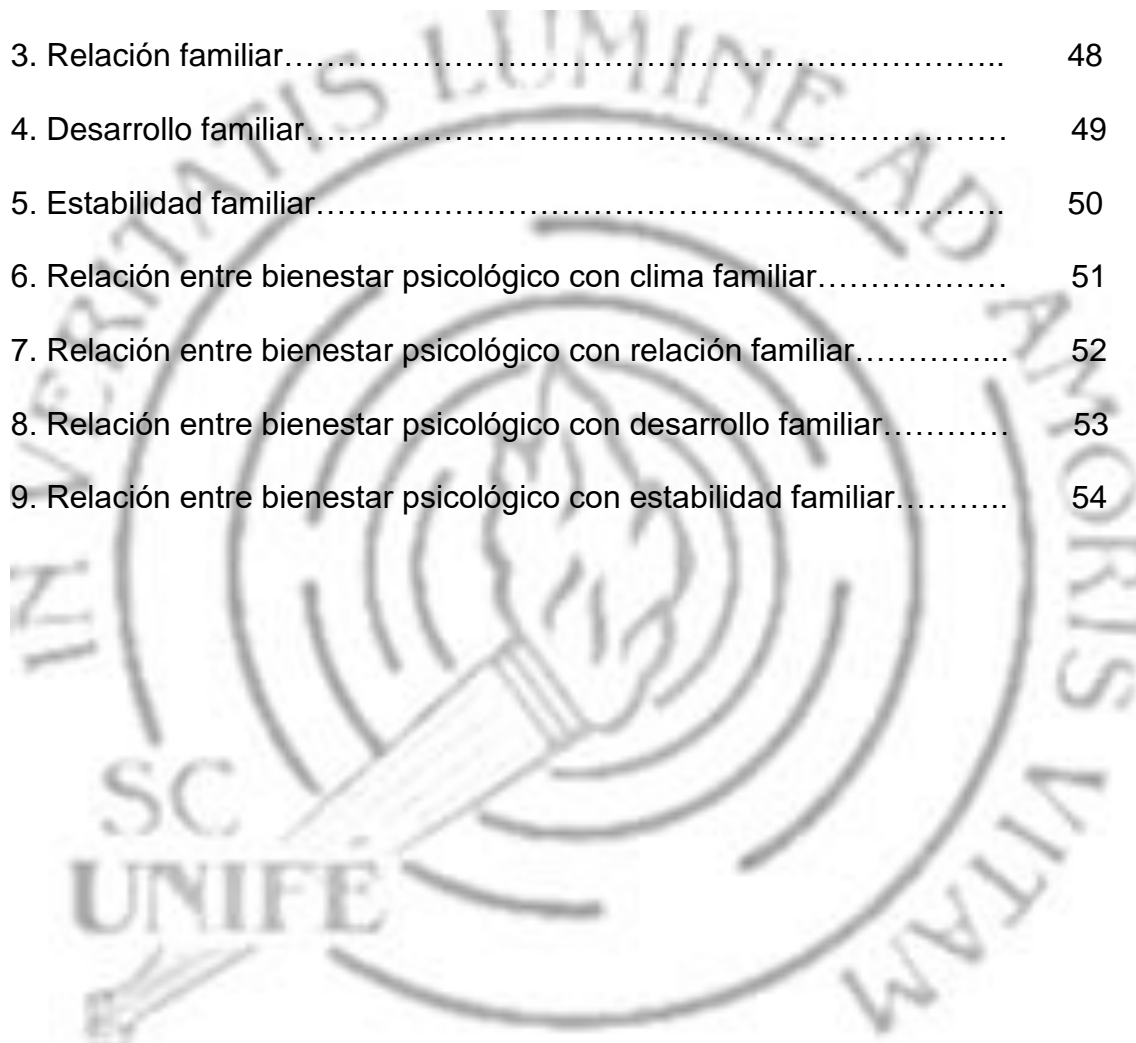 3. Relación familiar………………………………………………………….. 48
4. Desarrollo familiar………………………………………………………… 49
5. Estabilidad familiar……………………………………………………….. 50
6. Relación entre bienestar psicológico con clima familiar……………… 51
7. Relación entre bienestar psicológico con relación familiar…………... 52
8. Relación entre bienestar psicológico con desarrollo familiar………… 53
9. Relación entre bienestar psicológico con estabilidad familiar……….. 54
IN VERITATIS LUMINE AD AMORIS VITAM
SC
UNIFÉ